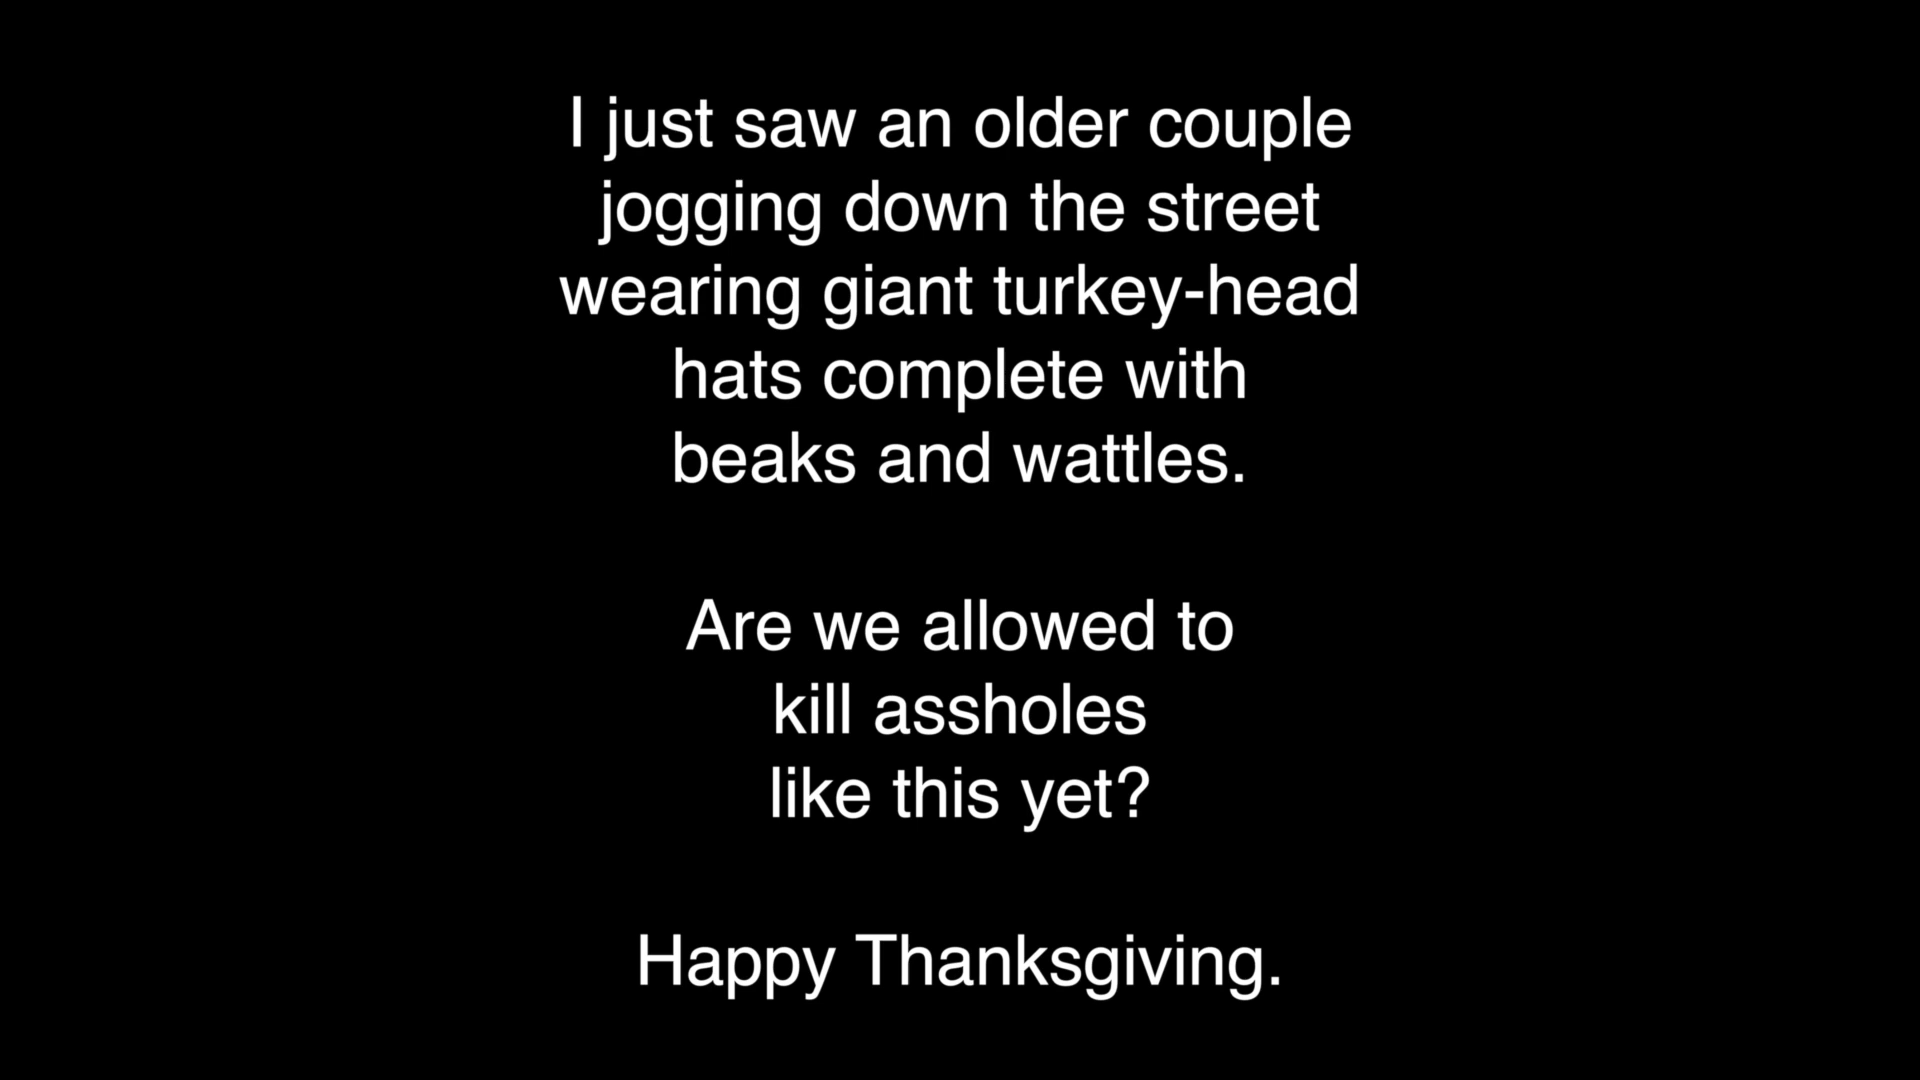 I just saw an older couple
jogging down the street
wearing giant turkey-head
hats complete with
beaks and wattles.
Are we allowed to
kill assholes
like this yet?
Happy Thanksgiving.